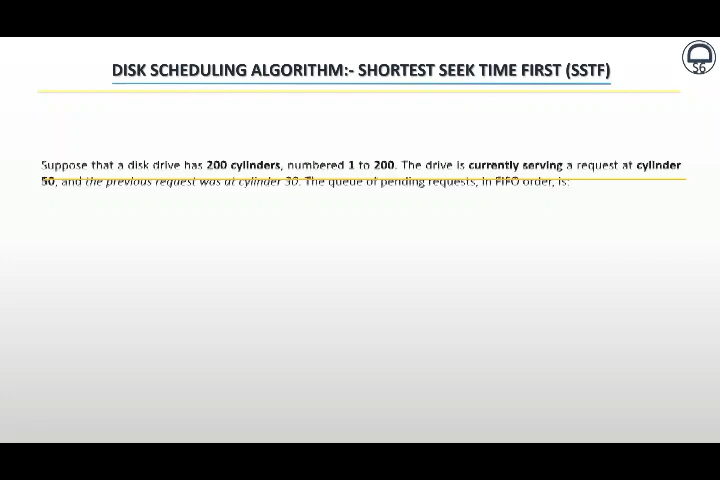 DISK SCHEDULING ALGORITHM:- SHORTEST SEEK TIME FIRST (SSTF)
S6
Suppose that a disk drive has 200 cylinders, numbered 1 to 200. The drive is currently serving a request at cylinder
50, and the previous request was at cylinder 30. The queue of pending requests, in FIFO order, is: